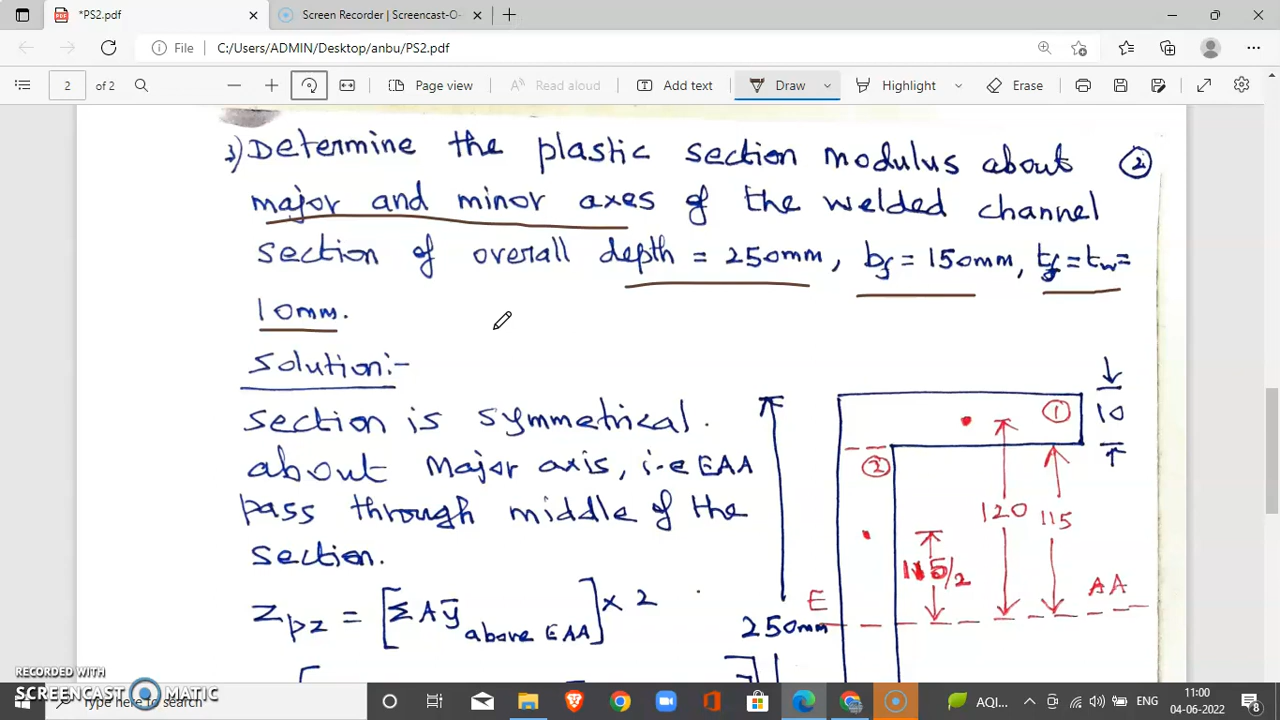 *PS2.pdf
Screen Recorder | Screencast-O-
File
C:/Users/ADMIN/Desktop/anbu/PS2.pdf
2
of 2
Page view
Read aloud
Add text
Draw
Highlight
Erase
3) Determine the plastic section modulus about
2
major and minor axes of the welded channel
section of overall depth = 250mm, bf = 150mm, tf = tw =
10mm.
Solution:-
Section is symmetrical.
about Major axis, i-e EAA
pass through middle of the
section.
Zpz = [ΣAȳ above EAA] × 2
1
10
2
120
115
115/2
E
AA
250mm
RECORDED WITH
SCREENCAST MATIC
Type here to search
AQI...
ENG
11:00
04-06-2022
8